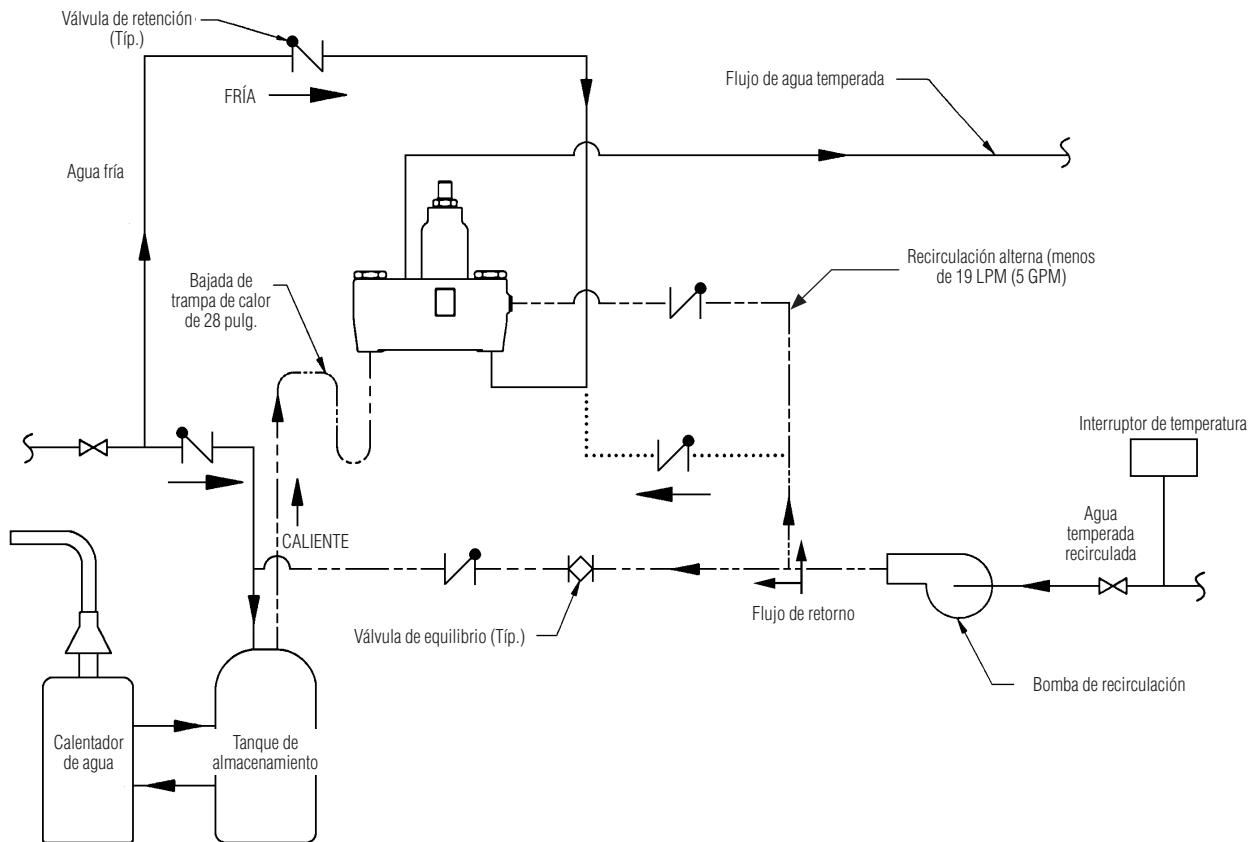 Válvula de retención
(Típ.)
FRÍA
Flujo de agua temperada
Agua fría
Bajada de
trampa de calor
de 28 pulg.
Recirculación alterna (menos
de 19 LPM (5 GPM)
Interruptor de temperatura
Agua
temperada
recirculada
CALIENTE
Válvula de equilibrio (Típ.)
Flujo de retorno
Bomba de recirculación
Calentador
de agua
Tanque de
almacenamiento